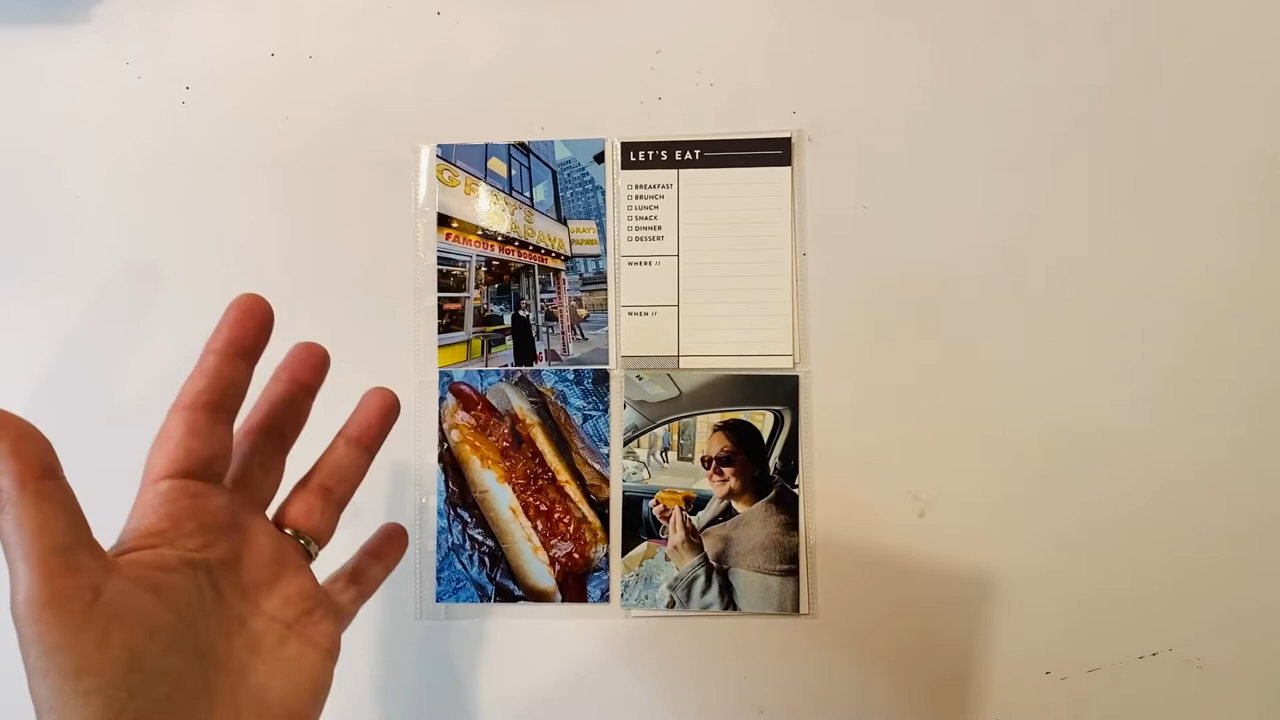 GRAY'S
PAPAYA
GRAY'S
PAPAYA
FAMOUS HOT DOGGERY
LET'S EAT
BREAKFAST
BRUNCH
LUNCH
SNACK
DINNER
DESSERT
WHERE //
WHEN //